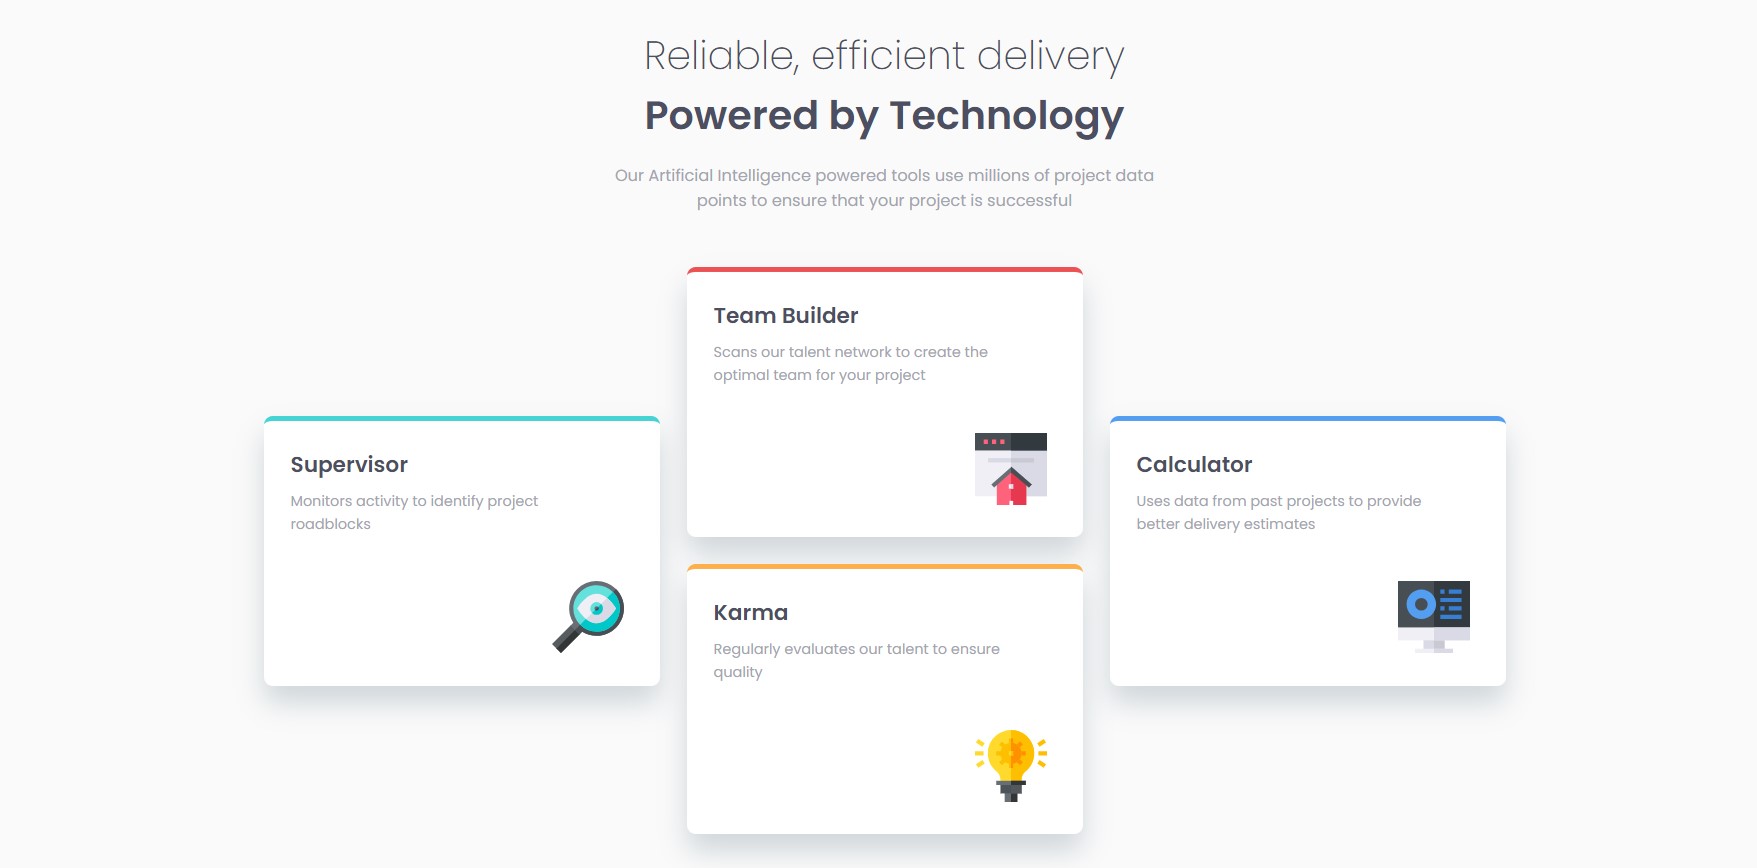 Reliable, efficient delivery
Powered by Technology
Our Artificial Intelligence powered tools use millions of project data
points to ensure that your project is successful
Team Builder
Scans our talent network to create the
optimal team for your project
Supervisor
Monitors activity to identify project
roadblocks
Calculator
Uses data from past projects to provide
better delivery estimates
Karma
Regularly evaluates our talent to ensure
quality